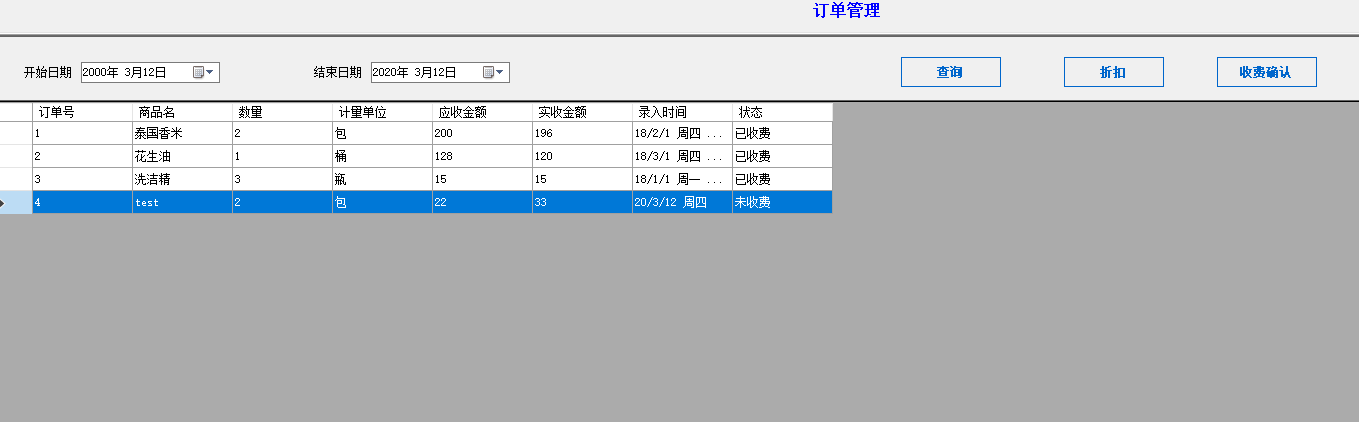 订单管理
开始日期 2000年 3月12日 结束日期 2020年 3月12日 查询 折扣 收费确认
订单号 商品名 数量 计量单位 应收金额 实收金额 录入时间 状态
1 泰国香米 2 包 200 196 18/2/1 周四 ... 已收费
2 花生油 1 桶 128 120 18/3/1 周四 ... 已收费
3 洗洁精 3 瓶 15 15 18/1/1 周一 ... 已收费
4 test 2 包 22 33 20/3/12 周四 未收费